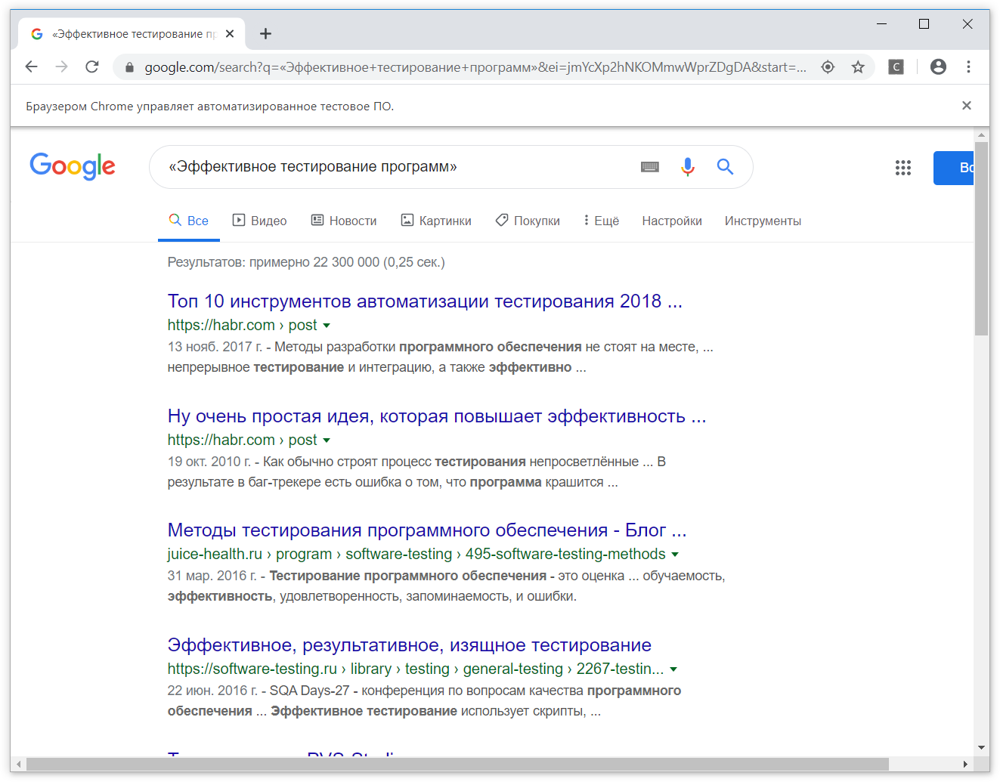 «Эффективное тестирование пр
google.com/search?q=«Эффективное+тестирование+программ»&ei=jmYcXp2hNKOMmwWprZDgDA&start=...
C
Браузером Chrome управляет автоматизированное тестовое ПО.
Google
«Эффективное тестирование программ»
Все
Видео
Новости
Картинки
Покупки
Ещё
Настройки
Инструменты
Результатов: примерно 22 300 000 (0,25 сек.)
Топ 10 инструментов автоматизации тестирования 2018 ...
https://habr.com › post
13 нояб. 2017 г. - Методы разработки программного обеспечения не стоят на месте, ...
непрерывное тестирование и интеграцию, а также эффективно ...
Ну очень простая идея, которая повышает эффективность ...
https://habr.com › post
19 окт. 2010 г. - Как обычно строят процесс тестирования непросветлённые ... В
результате в баг-трекере есть ошибка о том, что программа крашится ...
Методы тестирования программного обеспечения - Блог ...
juice-health.ru › program › software-testing › 495-software-testing-methods
31 мар. 2016 г. - Тестирование программного обеспечения - это оценка ... обучаемость,
эффективность, удовлетворенность, запоминаемость, и ошибки.
Эффективное, результативное, изящное тестирование
https://software-testing.ru › library › testing › general-testing › 2267-testin...
22 июн. 2016 г. - SQA Days-27 - конференция по вопросам качества программного
обеспечения ... Эффективное тестирование использует скрипты, ...